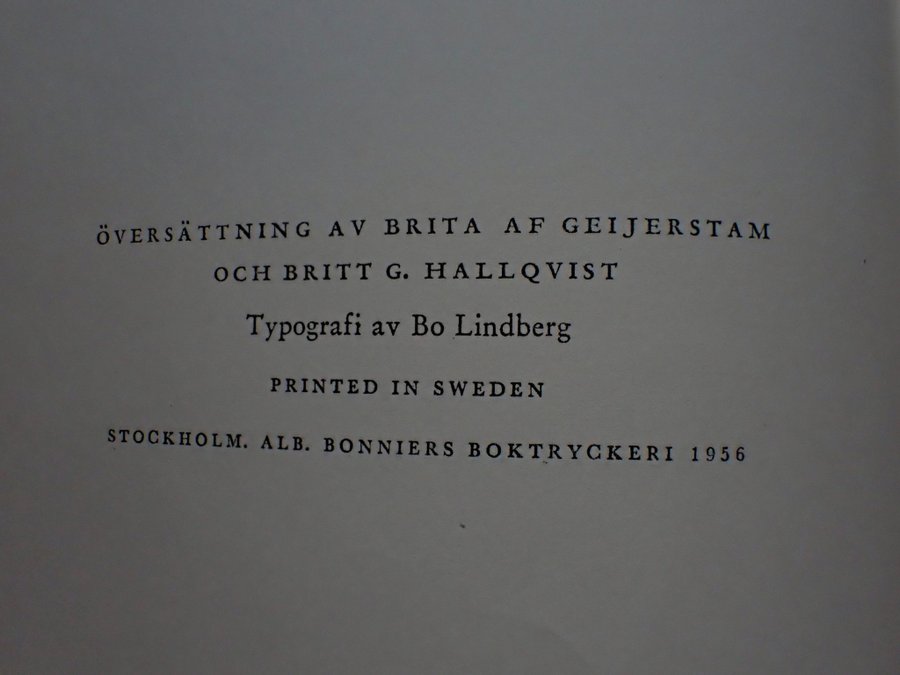 ÖVERSÄTTNING AV BRITA AF GEIJERSTAM
OCH BRITT G. HALLQVIST
Typografi av Bo Lindberg
PRINTED IN SWEDEN
STOCKHOLM. ALB. BONNIERS BOKTRYCKERI 1956